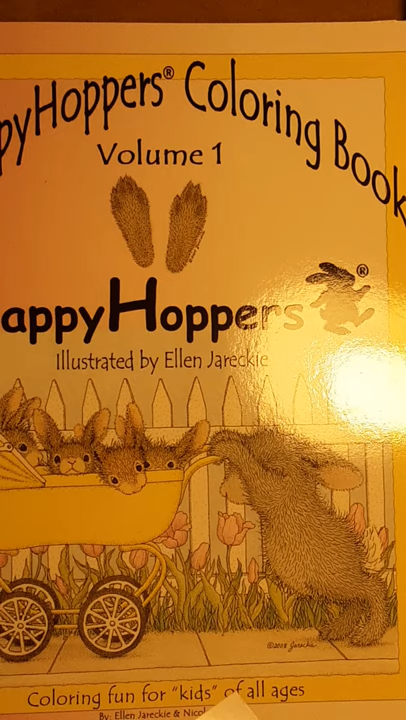 pyHoppers® Coloring Book
Volume 1
appyHoppers ®
Illustrated by Ellen Jareckie
©2008 Jareckie
Coloring fun for "kids" of all ages
By: Ellen Jareckie & Nicol